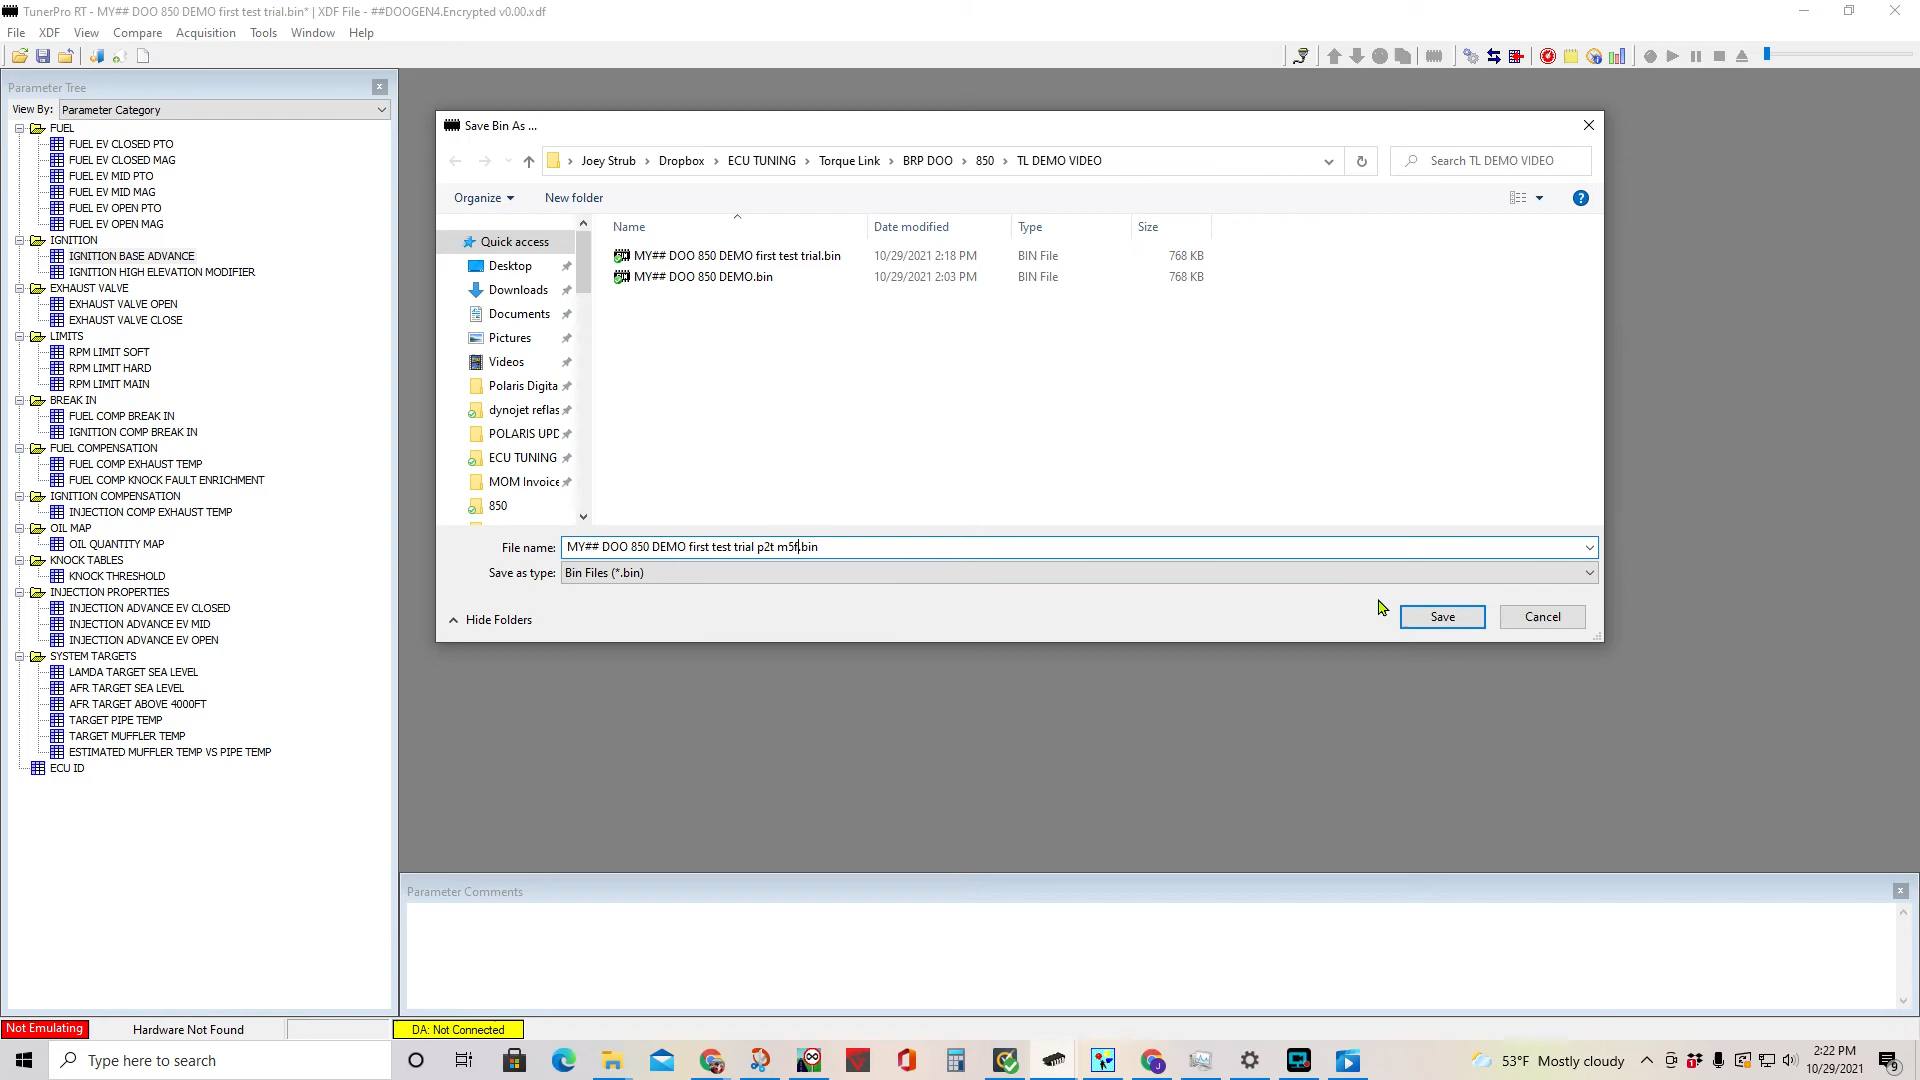 TunerPro RT - MY## DOO 850 DEMO first test trial.bin* | XDF File - ##DOOGEN4.Encrypted v0.00.xdf
File XDF View Compare Acquisition Tools Window Help
Parameter Tree
View By: Parameter Category
FUEL
FUEL EV CLOSED PTO
FUEL EV CLOSED MAG
FUEL EV MID PTO
FUEL EV MID MAG
FUEL EV OPEN PTO
FUEL EV OPEN MAG
IGNITION
IGNITION BASE ADVANCE
IGNITION HIGH ELEVATION MODIFIER
EXHAUST VALVE
EXHAUST VALVE OPEN
EXHAUST VALVE CLOSE
LIMITS
RPM LIMIT SOFT
RPM LIMIT HARD
RPM LIMIT MAIN
BREAK IN
FUEL COMP BREAK IN
IGNITION COMP BREAK IN
FUEL COMPENSATION
FUEL COMP EXHAUST TEMP
FUEL COMP KNOCK FAULT ENRICHMENT
IGNITION COMPENSATION
INJECTION COMP EXHAUST TEMP
OIL MAP
OIL QUANTITY MAP
KNOCK TABLES
KNOCK THRESHOLD
INJECTION PROPERTIES
INJECTION ADVANCE EV CLOSED
INJECTION ADVANCE EV MID
INJECTION ADVANCE EV OPEN
SYSTEM TARGETS
LAMDA TARGET SEA LEVEL
AFR TARGET SEA LEVEL
AFR TARGET ABOVE 4000FT
TARGET PIPE TEMP
TARGET MUFFLER TEMP
ESTIMATED MUFFLER TEMP VS PIPE TEMP
ECU ID
Save Bin As ...
Joey Strub > Dropbox > ECU TUNING > Torque Link > BRP DOO > 850 > TL DEMO VIDEO
Search TL DEMO VIDEO
Organize New folder
Quick access
Desktop
Downloads
Documents
Pictures
Videos
Polaris Digita
dynojet reflas
POLARIS UPD
ECU TUNING
MOM Invoice
850
Name Date modified Type Size
MY## DOO 850 DEMO first test trial.bin 10/29/2021 2:18 PM BIN File 768 KB
MY## DOO 850 DEMO.bin 10/29/2021 2:03 PM BIN File 768 KB
File name: MY## DOO 850 DEMO first test trial p2t m5f.bin
Save as type: Bin Files (*.bin)
Hide Folders
Save Cancel
Parameter Comments
Not Emulating Hardware Not Found DA: Not Connected
Type here to search
53°F Mostly cloudy
2:22 PM
10/29/2021
9